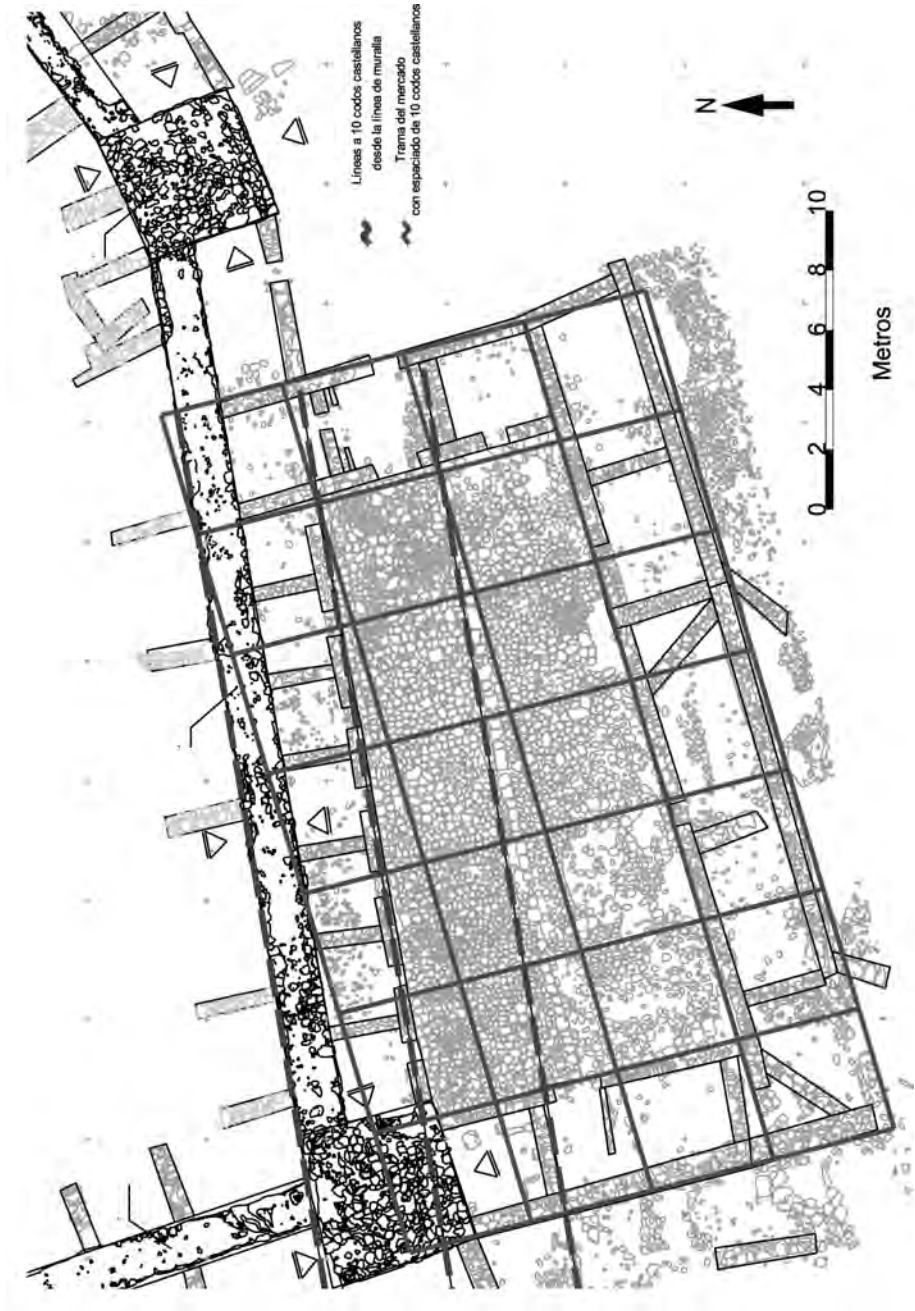 Líneas a 10 codos castellanos
desde la línea de muralla
Trama del mercado
con espaciado de 10 codos castellanos
N
0 2 4 6 8 10
Metros